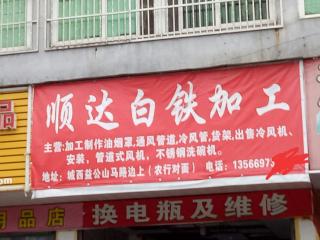 顺达白铁加工
主营:加工制作油烟罩,通风管道,冷风管,货架,出售冷风机、
安装,管道式风机,不锈钢洗碗机。
地址:城西益公山马路边上(农行对面) 电话:13566973
品
用品店
换电瓶及维修